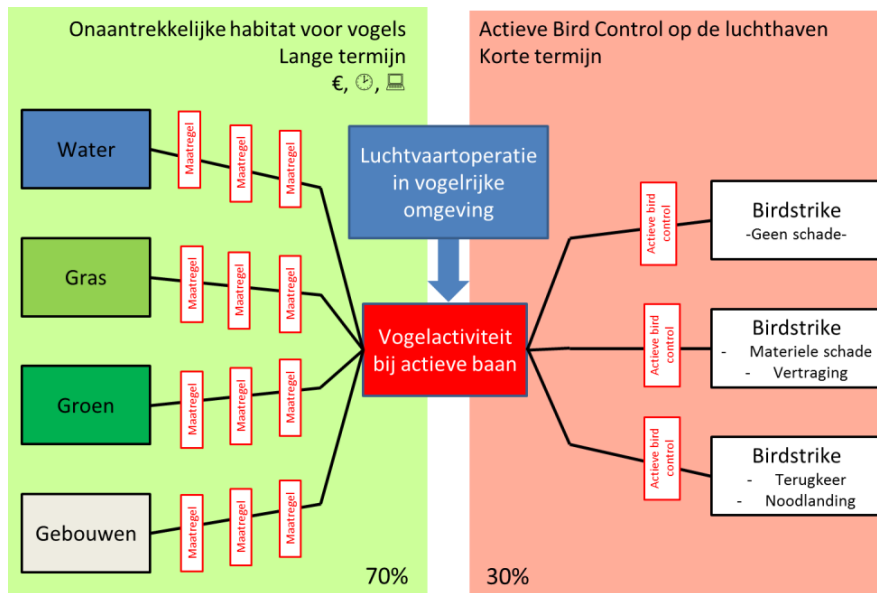 Onaantrekkelijke habitat voor vogels
Lange termijn
€, 🕑, 💻
Actieve Bird Control op de luchthaven
Korte termijn
Water
Maatregel
Maatregel
Maatregel
Gras
Maatregel
Maatregel
Maatregel
Groen
Maatregel
Maatregel
Maatregel
Gebouwen
Maatregel
Maatregel
Maatregel
70%
Luchtvaartoperatie
in vogelrijke
omgeving
Vogelactiviteit
bij actieve baan
Actieve bird
control
Birdstrike
-Geen schade-
Actieve bird
control
Birdstrike
- Materiele schade
- Vertraging
Actieve bird
control
Birdstrike
- Terugkeer
- Noodlanding
30%